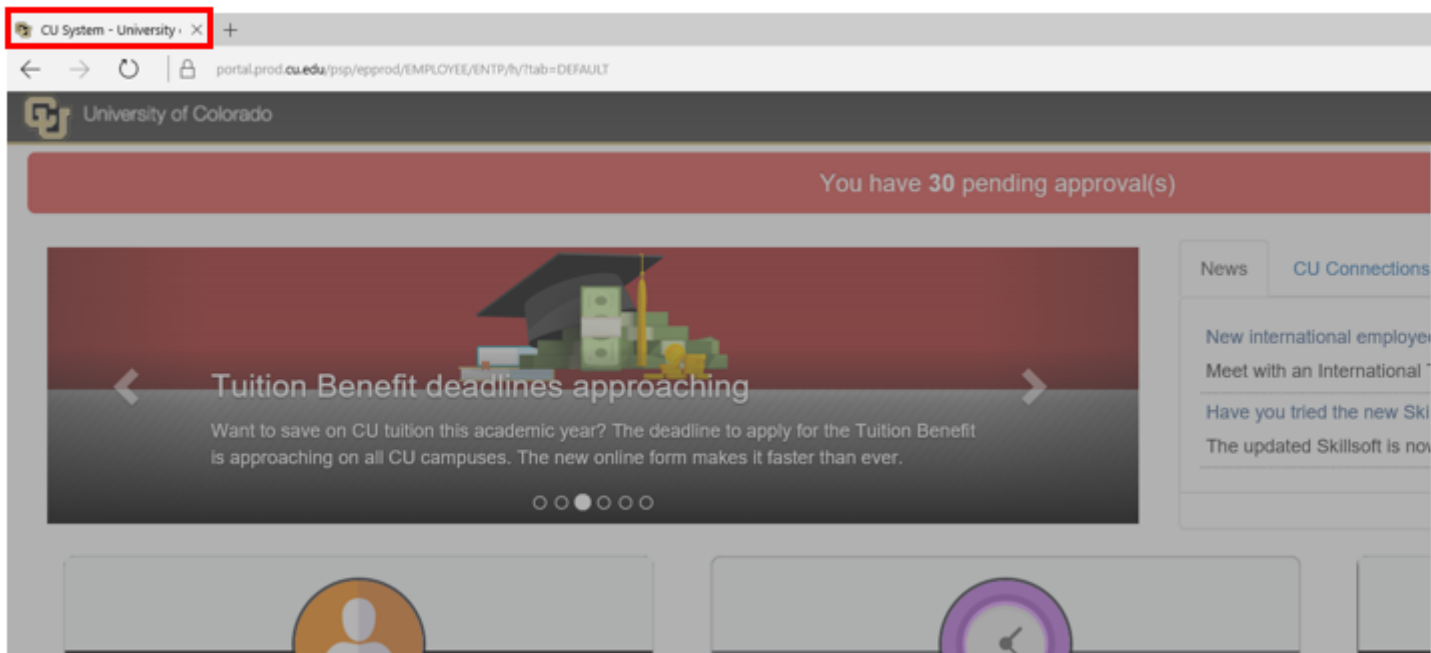 CU System - University
portal.prod.cu.edu/psp/epprod/EMPLOYEE/ENTP/h/?tab=DEFAULT
CU University of Colorado
You have 30 pending approval(s)
News CU Connections
Tuition Benefit deadlines approaching
Want to save on CU tuition this academic year? The deadline to apply for the Tuition Benefit
is approaching on all CU campuses. The new online form makes it faster than ever.
New international employee
Meet with an International
Have you tried the new Ski
The updated Skillsoft is now